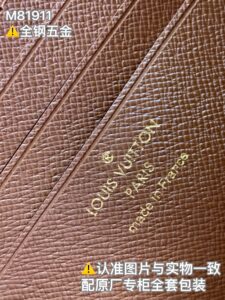 M81911
⚠️全钢五金
LOUIS VUITTON
PARIS
made in France
⚠️认准图片与实物一致
配原厂专柜全套包装